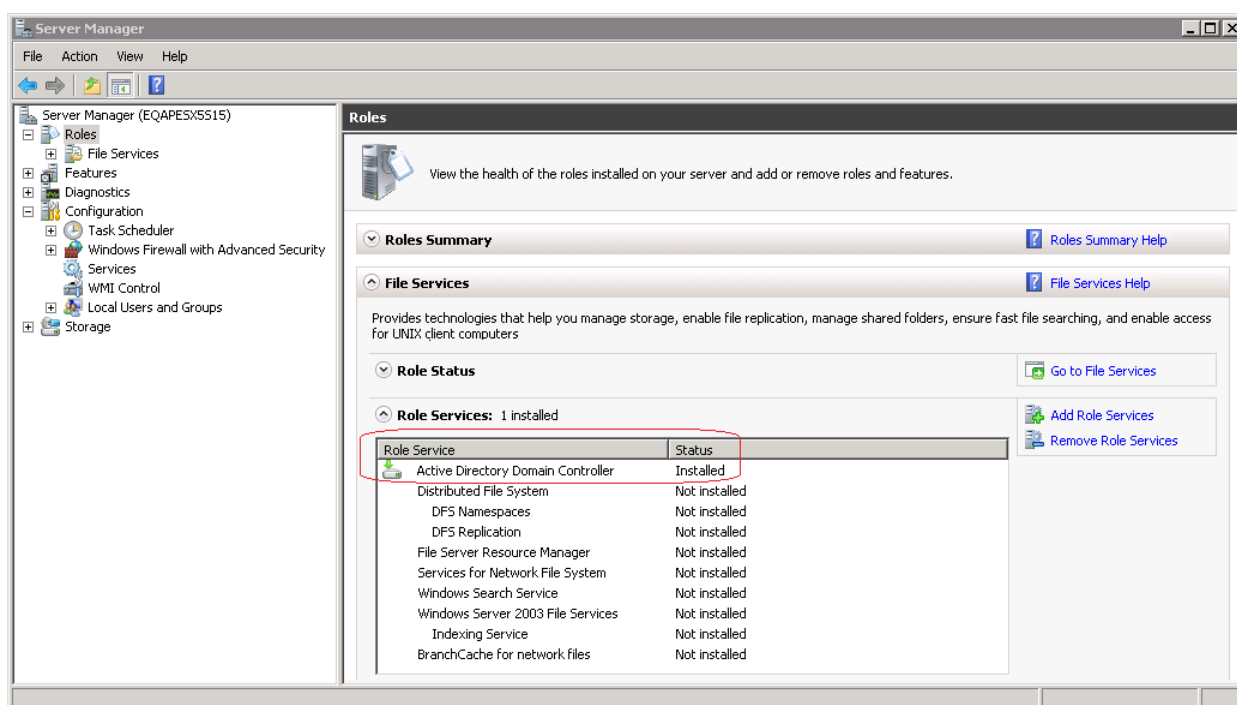 Server Manager
File Action View Help
Server Manager (EQAPESX5S15)
Roles
File Services
Features
Diagnostics
Configuration
Task Scheduler
Windows Firewall with Advanced Security
Services
WMI Control
Local Users and Groups
Storage
Roles
View the health of the roles installed on your server and add or remove roles and features.
Roles Summary
Roles Summary Help
File Services
File Services Help
Provides technologies that help you manage storage, enable file replication, manage shared folders, ensure fast file searching, and enable access
for UNIX client computers
Role Status
Go to File Services
Role Services: 1 installed
Add Role Services
Remove Role Services
Role Service Status
Active Directory Domain Controller Installed
Distributed File System Not installed
DFS Namespaces Not installed
DFS Replication Not installed
File Server Resource Manager Not installed
Services for Network File System Not installed
Windows Search Service Not installed
Windows Server 2003 File Services Not installed
Indexing Service Not installed
BranchCache for network files Not installed